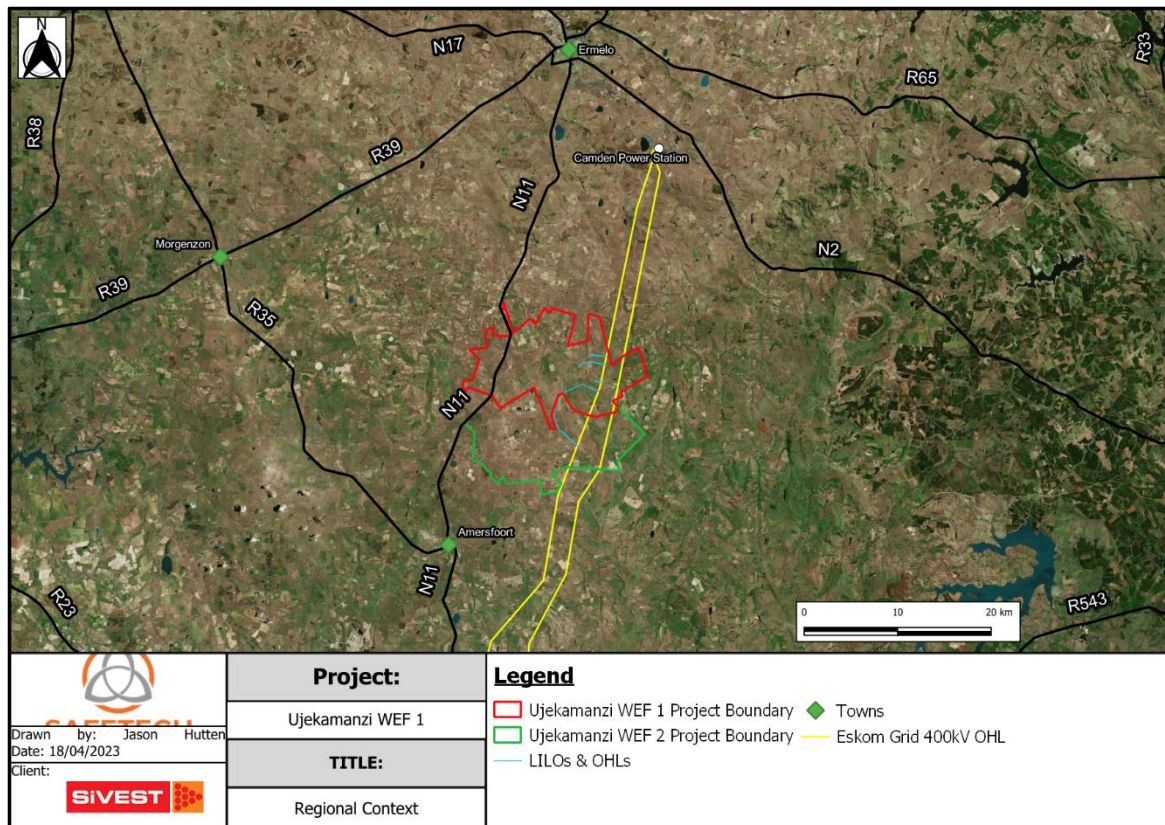 N
N17
Ermelo
R33
R65
R38
R39
Camden Power Station
N11
Morgenzon
N2
R39
R35
N11
Amersfoort
N11
R23
0 10 20 km
R543
SAFETECH
Drawn by: Jason Hutten
Date: 18/04/2023
Client:
SiVEST
Project:
Ujekamanzi WEF 1
TITLE:
Regional Context
Legend
Ujekamanzi WEF 1 Project Boundary
Ujekamanzi WEF 2 Project Boundary
LILOs & OHLs
Towns
Eskom Grid 400kV OHL